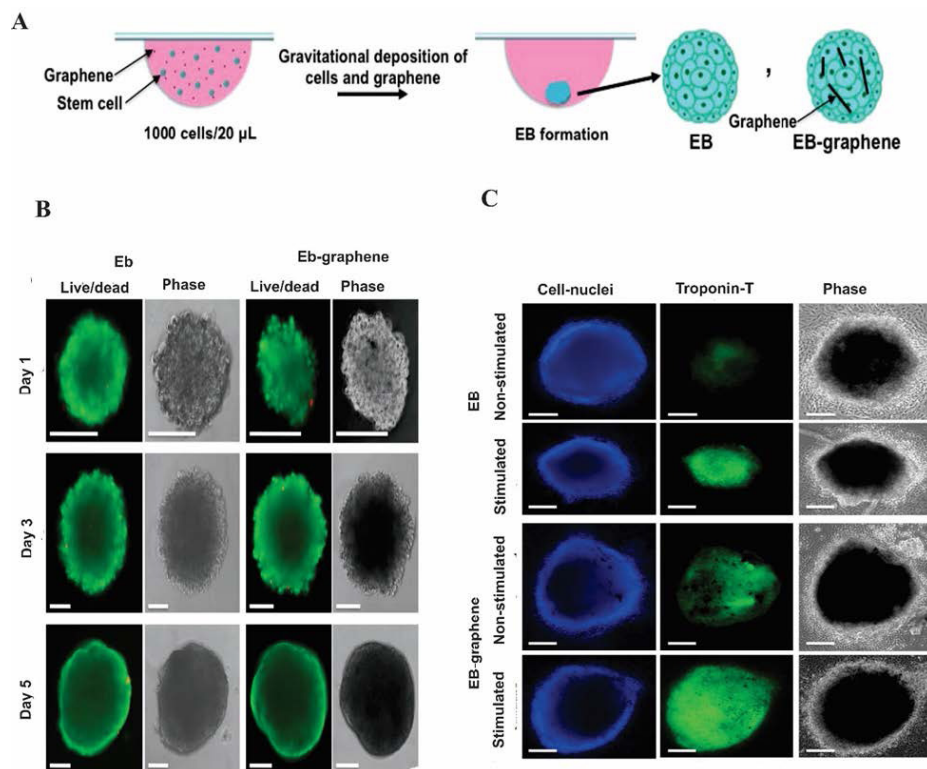 A
Graphene
Stem cell
1000 cells/20 µL
Gravitational deposition of
cells and graphene
EB formation
EB
,
Graphene
EB-graphene
B
Eb
Eb-graphene
Live/dead
Phase
Live/dead
Phase
Day 1
Day 3
Day 5
C
Cell-nuclei
Troponin-T
Phase
EB
Non-stimulated
Stimulated
EB-graphene
Non-stimulated
Stimulated